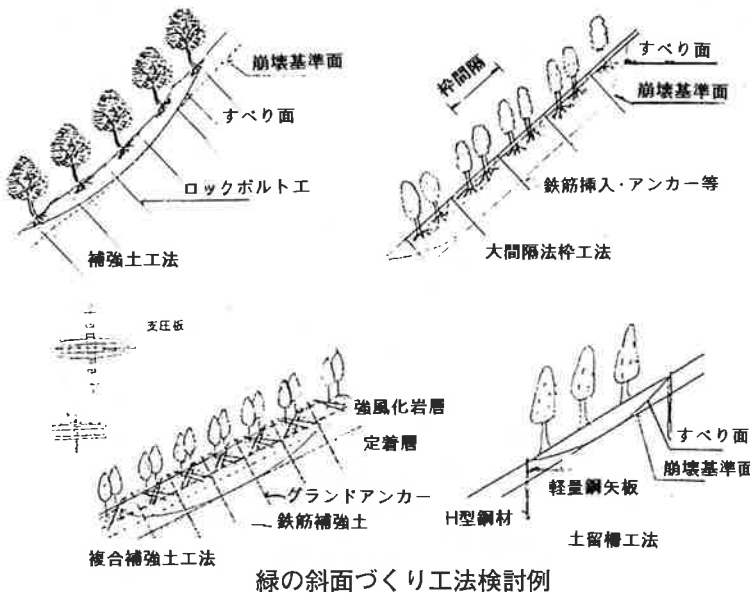 崩壊基準面
すべり面
ロックボルト工
補強土工法
枠間隔
すべり面
崩壊基準面
鉄筋挿入・アンカー等
大間隔法枠工法
支圧板
強風化岩層
定着層
グランドアンカー
鉄筋補強土
複合補強土工法
すべり面
崩壊基準面
軽量鋼矢板
H型鋼材
土留柵工法
緑の斜面づくり工法検討例